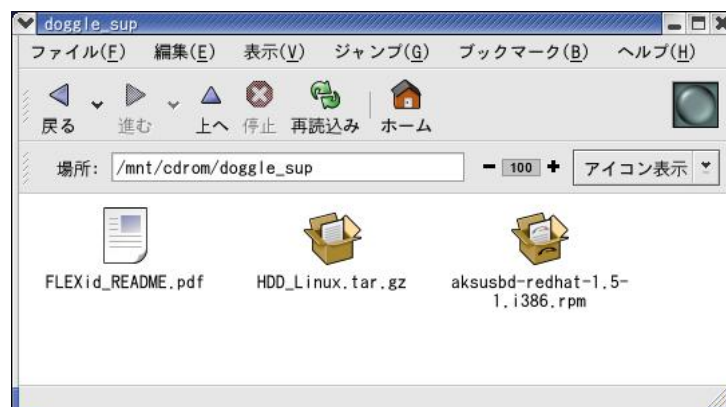 doggle_sup
ファイル(F) 編集(E) 表示(V) ジャンプ(G) ブックマーク(B) ヘルプ(H)
戻る 進む 上へ 停止 再読込み ホーム
場所: /mnt/cdrom/doggle_sup 100 アイコン表示
FLEXid_README.pdf HDD_Linux.tar.gz aksusbd-redhat-1.5-
1.i386.rpm